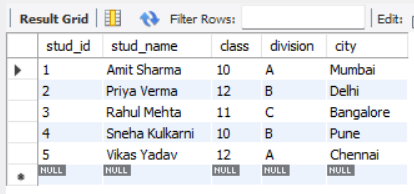 Result Grid Filter Rows: Edit:
stud_id stud_name class division city
1 Amit Sharma 10 A Mumbai
2 Priya Verma 12 B Delhi
3 Rahul Mehta 11 C Bangalore
4 Sneha Kulkarni 10 B Pune
5 Vikas Yadav 12 A Chennai
NULL NULL NULL NULL NULL